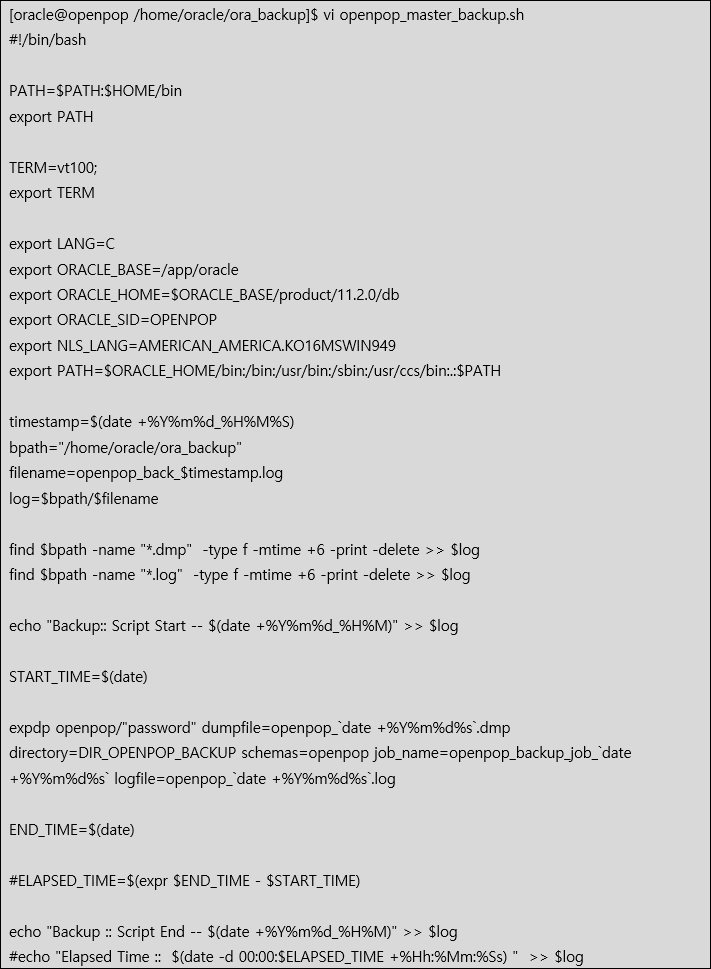 [oracle@openpop /home/oracle/ora_backup]$ vi openpop_master_backup.sh
#!/bin/bash
PATH=$PATH:$HOME/bin
export PATH
TERM=vt100;
export TERM
export LANG=C
export ORACLE_BASE=/app/oracle
export ORACLE_HOME=$ORACLE_BASE/product/11.2.0/db
export ORACLE_SID=OPENPOP
export NLS_LANG=AMERICAN_AMERICA.KO16MSWIN949
export PATH=$ORACLE_HOME/bin:/bin:/usr/bin:/sbin:/usr/ccs/bin:.:$PATH
timestamp=$(date +%Y%m%d_%H%M%S)
bpath="/home/oracle/ora_backup"
filename=openpop_back_$timestamp.log
log=$bpath/$filename
find $bpath -name "*.dmp"  -type f -mtime +6 -print -delete >> $log
find $bpath -name "*.log"  -type f -mtime +6 -print -delete >> $log
echo "Backup:: Script Start -- $(date +%Y%m%d_%H%M)" >> $log
START_TIME=$(date)
expdp openpop/"password" dumpfile=openpop_`date +%Y%m%d%s`.dmp
directory=DIR_OPENPOP_BACKUP schemas=openpop job_name=openpop_backup_job_`date
+%Y%m%d%s` logfile=openpop_`date +%Y%m%d%s`.log
END_TIME=$(date)
#ELAPSED_TIME=$(expr $END_TIME - $START_TIME)
echo "Backup :: Script End -- $(date +%Y%m%d_%H%M)" >> $log
#echo "Elapsed Time ::  $(date -d 00:00:$ELAPSED_TIME +%Hh:%Mm:%Ss) "  >> $log